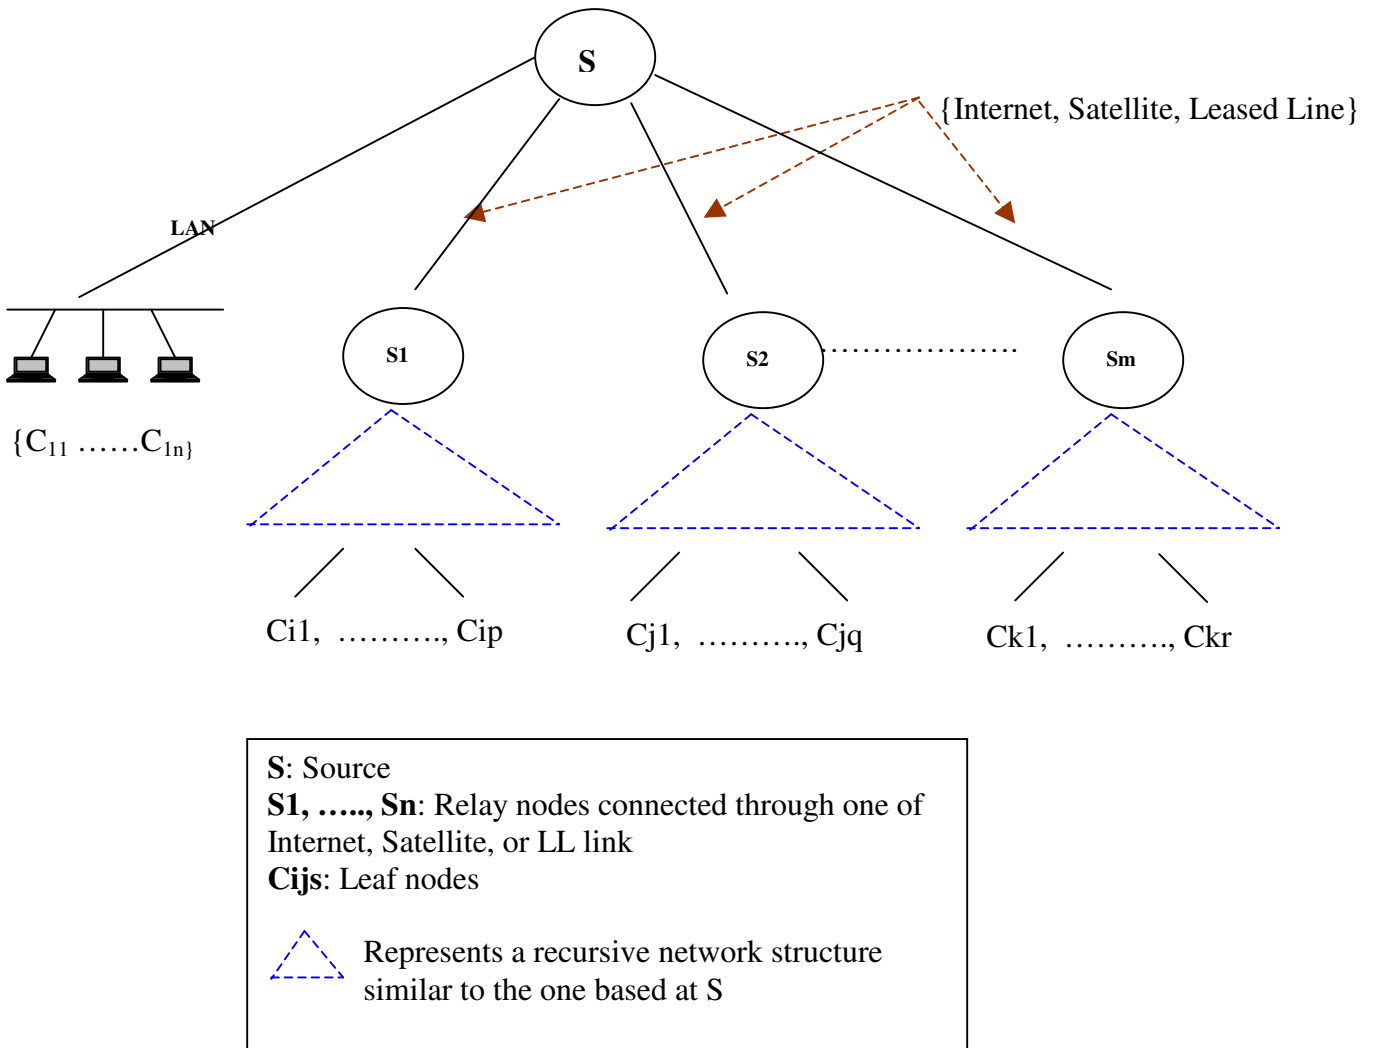 S
{Internet, Satellite, Leased Line}
LAN
S1
S2
....................
Sm
{C11 ……C1n}
Ci1, ………., Cip
Cj1, ………., Cjq
Ck1, ………., Ckr
S: Source
S1, ….., Sn: Relay nodes connected through one of
Internet, Satellite, or LL link
Cijs: Leaf nodes
Represents a recursive network structure
similar to the one based at S